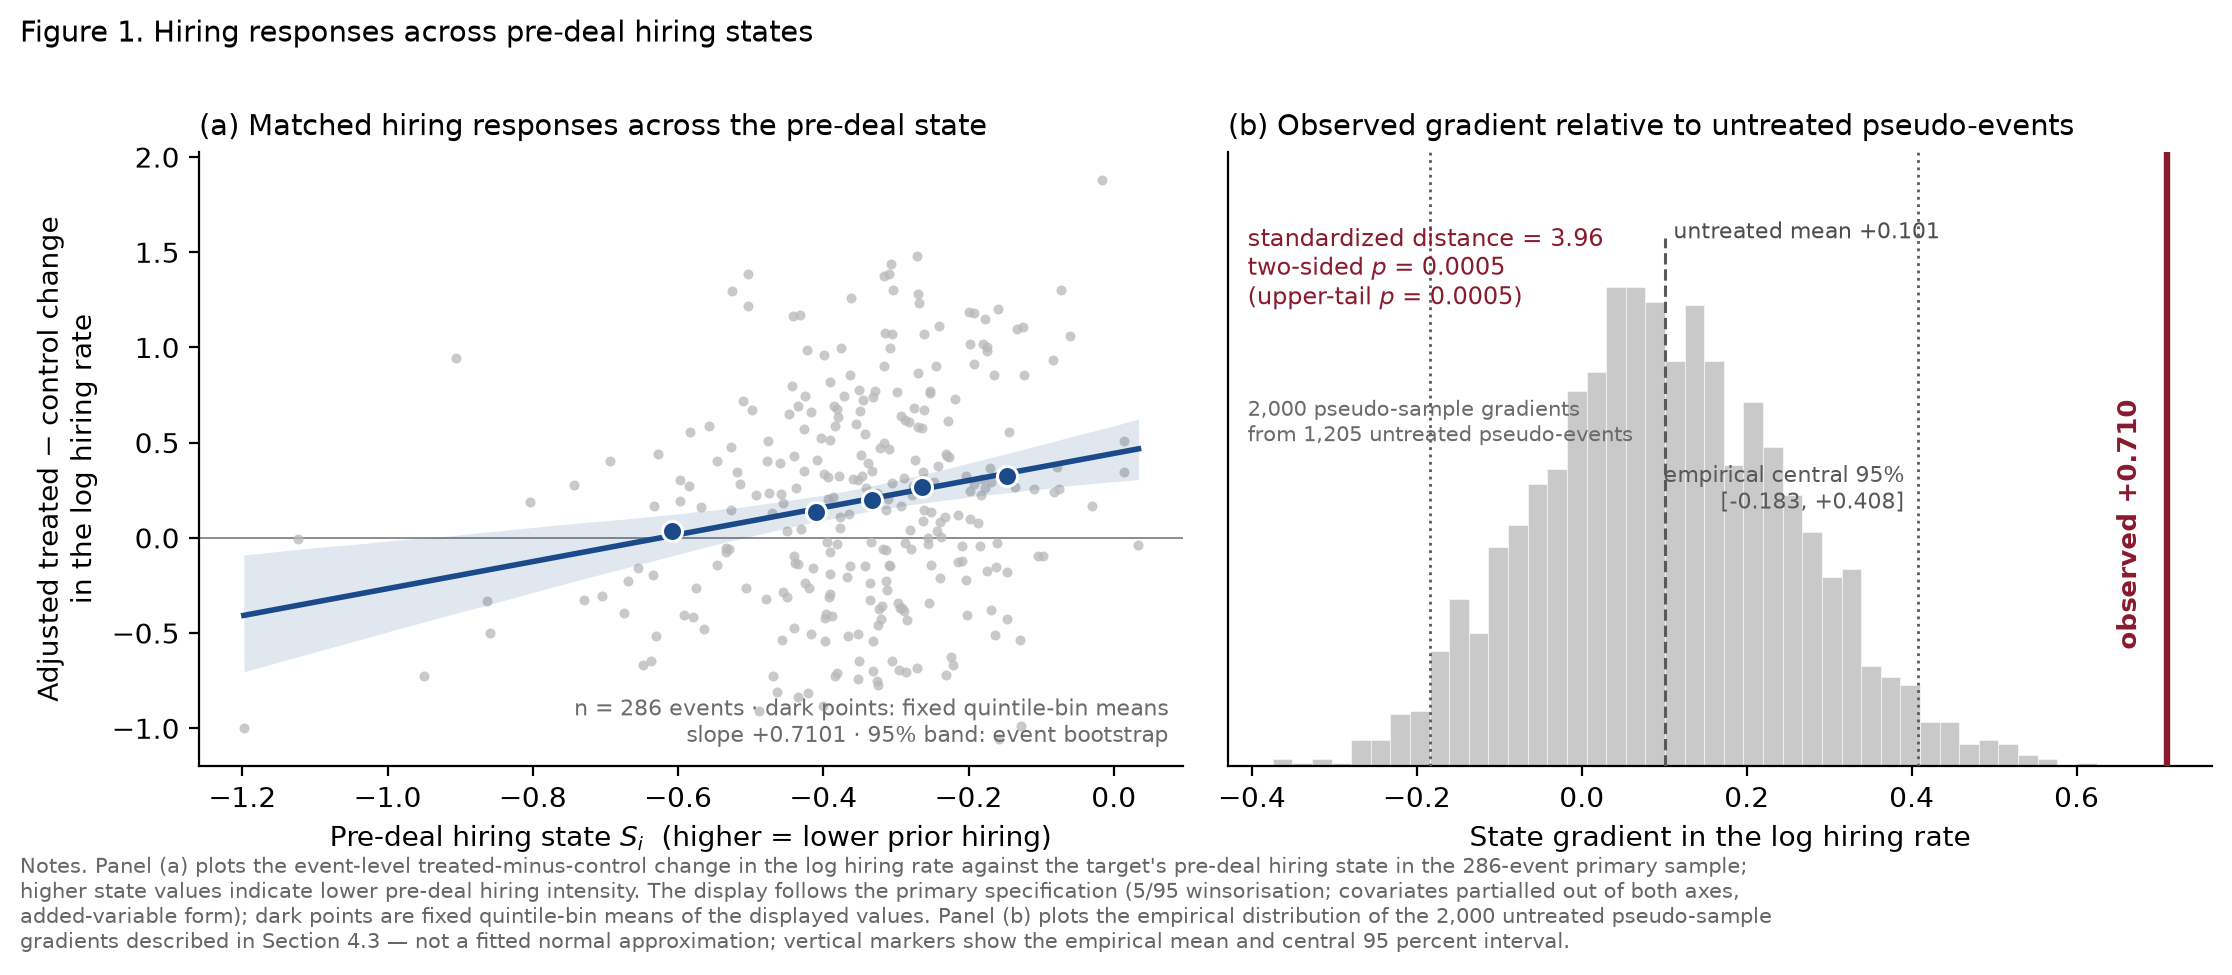 Figure 1. Hiring responses across pre-deal hiring states
(a) Matched hiring responses across the pre-deal state
Adjusted treated − control change
in the log hiring rate
2.0
1.5
1.0
0.5
0.0
−0.5
−1.0
n = 286 events · dark points: fixed quintile-bin means
slope +0.7101 · 95% band: event bootstrap
−1.2 −1.0 −0.8 −0.6 −0.4 −0.2 0.0
Pre-deal hiring state Sᵢ (higher = lower prior hiring)
(b) Observed gradient relative to untreated pseudo-events
untreated mean +0.101
standardized distance = 3.96
two-sided p = 0.0005
(upper-tail p = 0.0005)
2,000 pseudo-sample gradients
from 1,205 untreated pseudo-events
empirical central 95%
[-0.183, +0.408]
observed +0.710
−0.4 −0.2 0.0 0.2 0.4 0.6
State gradient in the log hiring rate
Notes. Panel (a) plots the event-level treated-minus-control change in the log hiring rate against the target's pre-deal hiring state in the 286-event primary sample;
higher state values indicate lower pre-deal hiring intensity. The display follows the primary specification (5/95 winsorisation; covariates partialled out of both axes,
added-variable form); dark points are fixed quintile-bin means of the displayed values. Panel (b) plots the empirical distribution of the 2,000 untreated pseudo-sample
gradients described in Section 4.3 — not a fitted normal approximation; vertical markers show the empirical mean and central 95 percent interval.